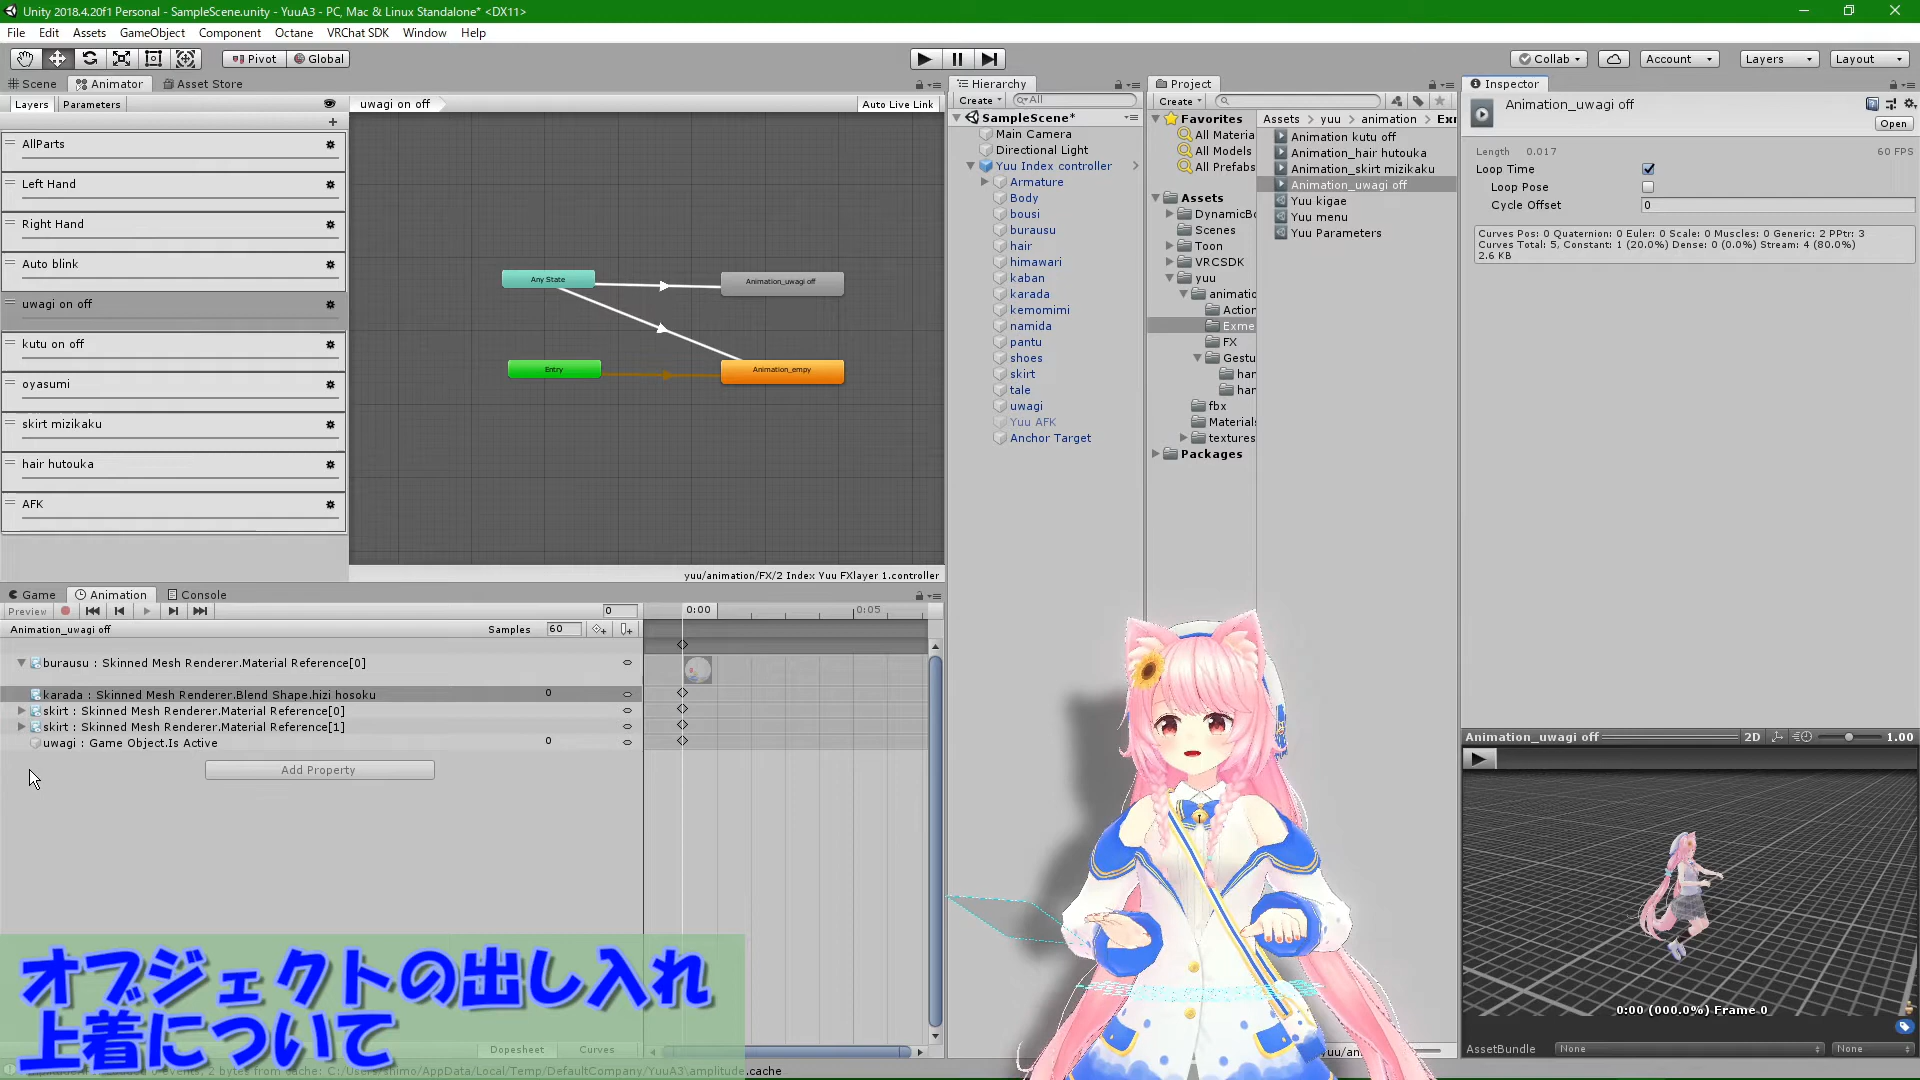 Unity 2018.4.20f1 Personal - SampleScene.unity - YuuA3 - PC, Mac & Linux Standalone* <DX11>
File Edit Assets GameObject Component Octane VRChat SDK Window Help
Pivot Global Collab Account Layers Layout
Scene Animator Asset Store
Layers Parameters
uwagi on off
Auto Live Link
AllParts
Left Hand
Right Hand
Auto blink
uwagi on off
kutu on off
oyasumi
skirt mizikaku
hair hutouka
AFK
Any State
Animation_uwagi off
Entry
Animation_empy
yuu/animation/FX/2 Index Yuu FXlayer 1.controller
Hierarchy
Create All
SampleScene*
Main Camera
Directional Light
Yuu Index controller
Armature
Body
bousi
burausu
hair
himawari
kaban
karada
kemomimi
namida
pantu
shoes
skirt
tale
uwagi
Yuu AFK
Anchor Target
Project
Create
Favorites
All Materia
All Models
All Prefabs
Assets
DynamicBo
Scenes
Toon
VRCSDK
yuu
animatic
Action
Exme
FX
Gestu
har
har
fbx
Materials
textures
Packages
Assets yuu animation Exr
Animation kutu off
Animation_hair hutouka
Animation_skirt mizikaku
Animation_uwagi off
Yuu kigae
Yuu menu
Yuu Parameters
Inspector
Animation_uwagi off
Open
Length 0.017 60 FPS
Loop Time
Loop Pose
Cycle Offset 0
Curves Pos: 0 Quaternion: 0 Euler: 0 Scale: 0 Muscles: 0 Generic: 2 PPtr: 3
Curves Total: 5, Constant: 1 (20.0%) Dense: 0 (0.0%) Stream: 4 (80.0%)
2.6 KB
Game Animation Console
Preview 0 0:00 0:05
Animation_uwagi off Samples 60
burausu : Skinned Mesh Renderer.Material Reference[0]
karada : Skinned Mesh Renderer.Blend Shape.hizi hosoku 0
skirt : Skinned Mesh Renderer.Material Reference[0]
skirt : Skinned Mesh Renderer.Material Reference[1]
uwagi : Game Object.Is Active 0
Add Property
Dopesheet Curves
オブジェクトの出し入れ
上着について
Animation_uwagi off 2D 1.00
0:00 (000.0%) Frame 0
AssetBundle None None